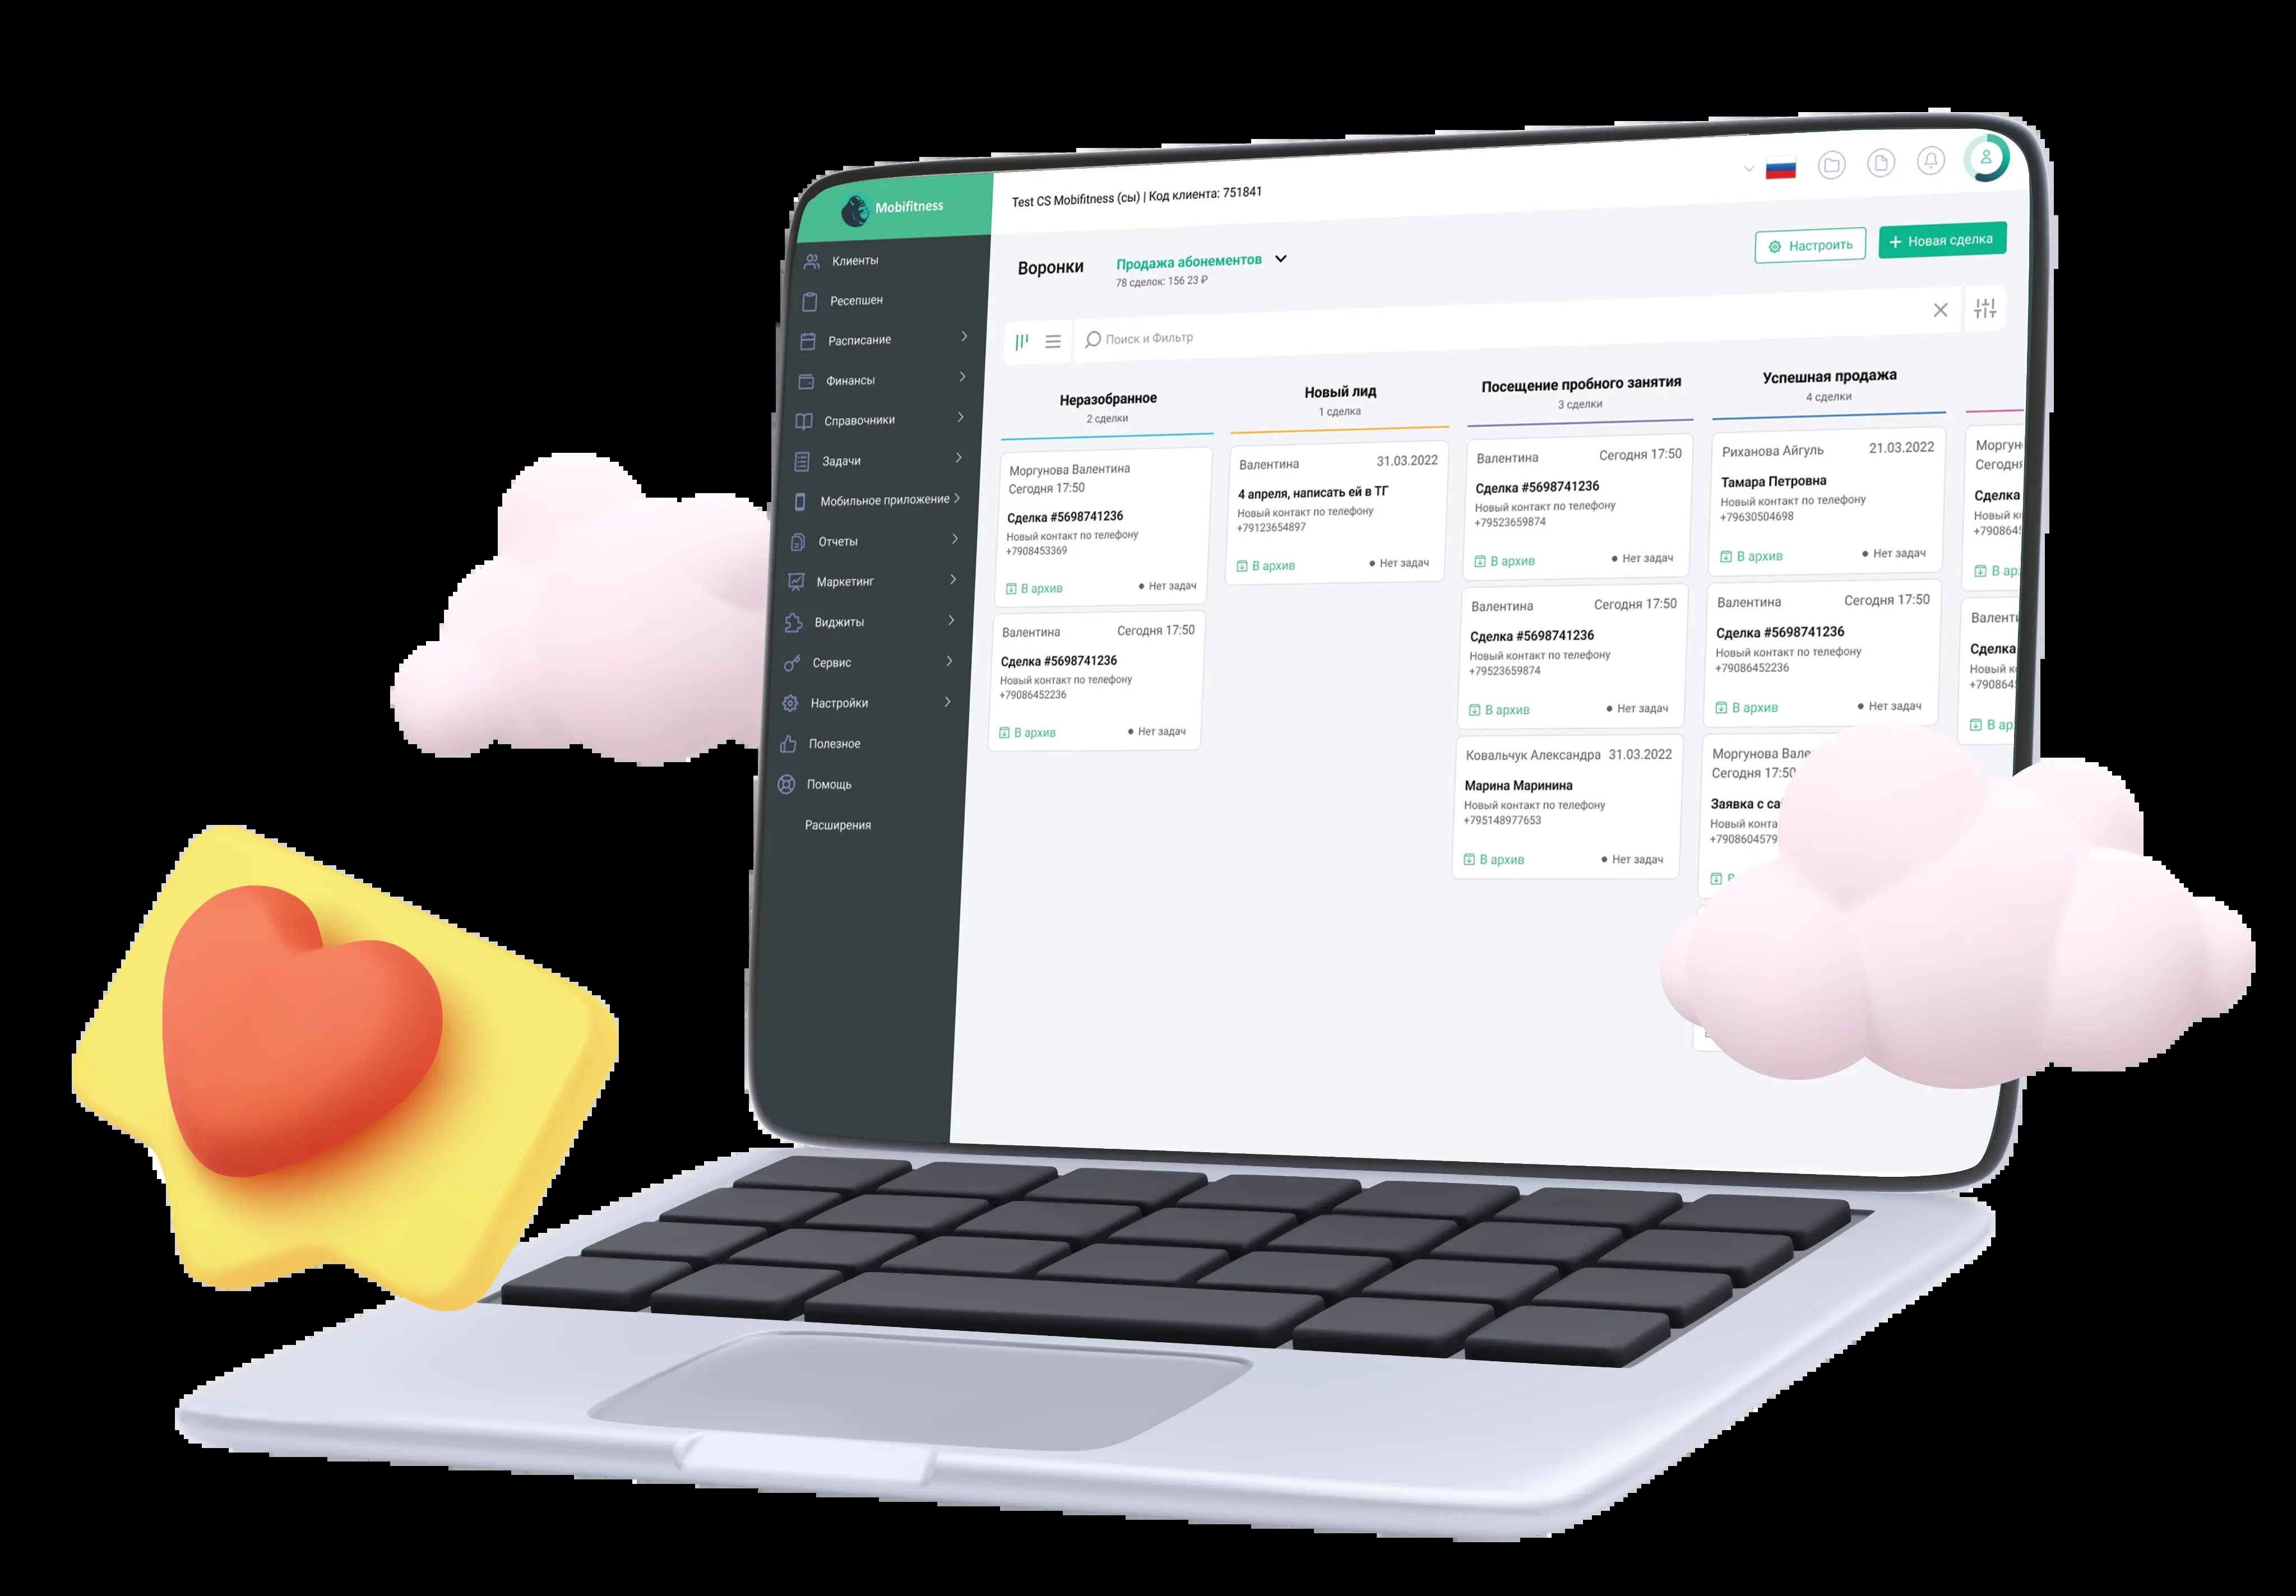 Mobifitness
Test CS Mobifitness (сы) | Код клиента: 751841
Клиенты
Ресепшен
Расписание
Финансы
Справочники
Задачи
Мобильное приложение
Отчеты
Маркетинг
Виджиты
Сервис
Настройки
Полезное
Помощь
Расширения
Воронки
Продажа абонементов
78 сделок: 156 23 ₽
Настроить
Новая сделка
Поиск и Фильтр
Неразобранное
2 сделки
Моргунова Валентина
Сегодня 17:50
Сделка #5698741236
Новый контакт по телефону
+7908453369
В архив
Нет задач
Валентина Сегодня 17:50
Сделка #5698741236
Новый контакт по телефону
+79086452236
В архив
Нет задач
Новый лид
1 сделка
Валентина 31.03.2022
4 апреля, написать ей в ТГ
Новый контакт по телефону
+79123654897
В архив
Нет задач
Посещение пробного занятия
3 сделки
Валентина Сегодня 17:50
Сделка #5698741236
Новый контакт по телефону
+79523659874
В архив
Нет задач
Валентина Сегодня 17:50
Сделка #5698741236
Новый контакт по телефону
+79523659874
В архив
Нет задач
Ковальчук Александра 31.03.2022
Марина Маринина
Новый контакт по телефону
+795148977653
В архив
Нет задач
Успешная продажа
4 сделки
Риханова Айгуль 21.03.2022
Тамара Петровна
Новый контакт по телефону
+79630504698
В архив
Нет задач
Валентина Сегодня 17:50
Сделка #5698741236
Новый контакт по телефону
+79086452236
В архив
Нет задач
Моргунова
Сегодня 17:50
Заявка с
Новый
+7908604579
Сделка
Новый
Сделка
Новый